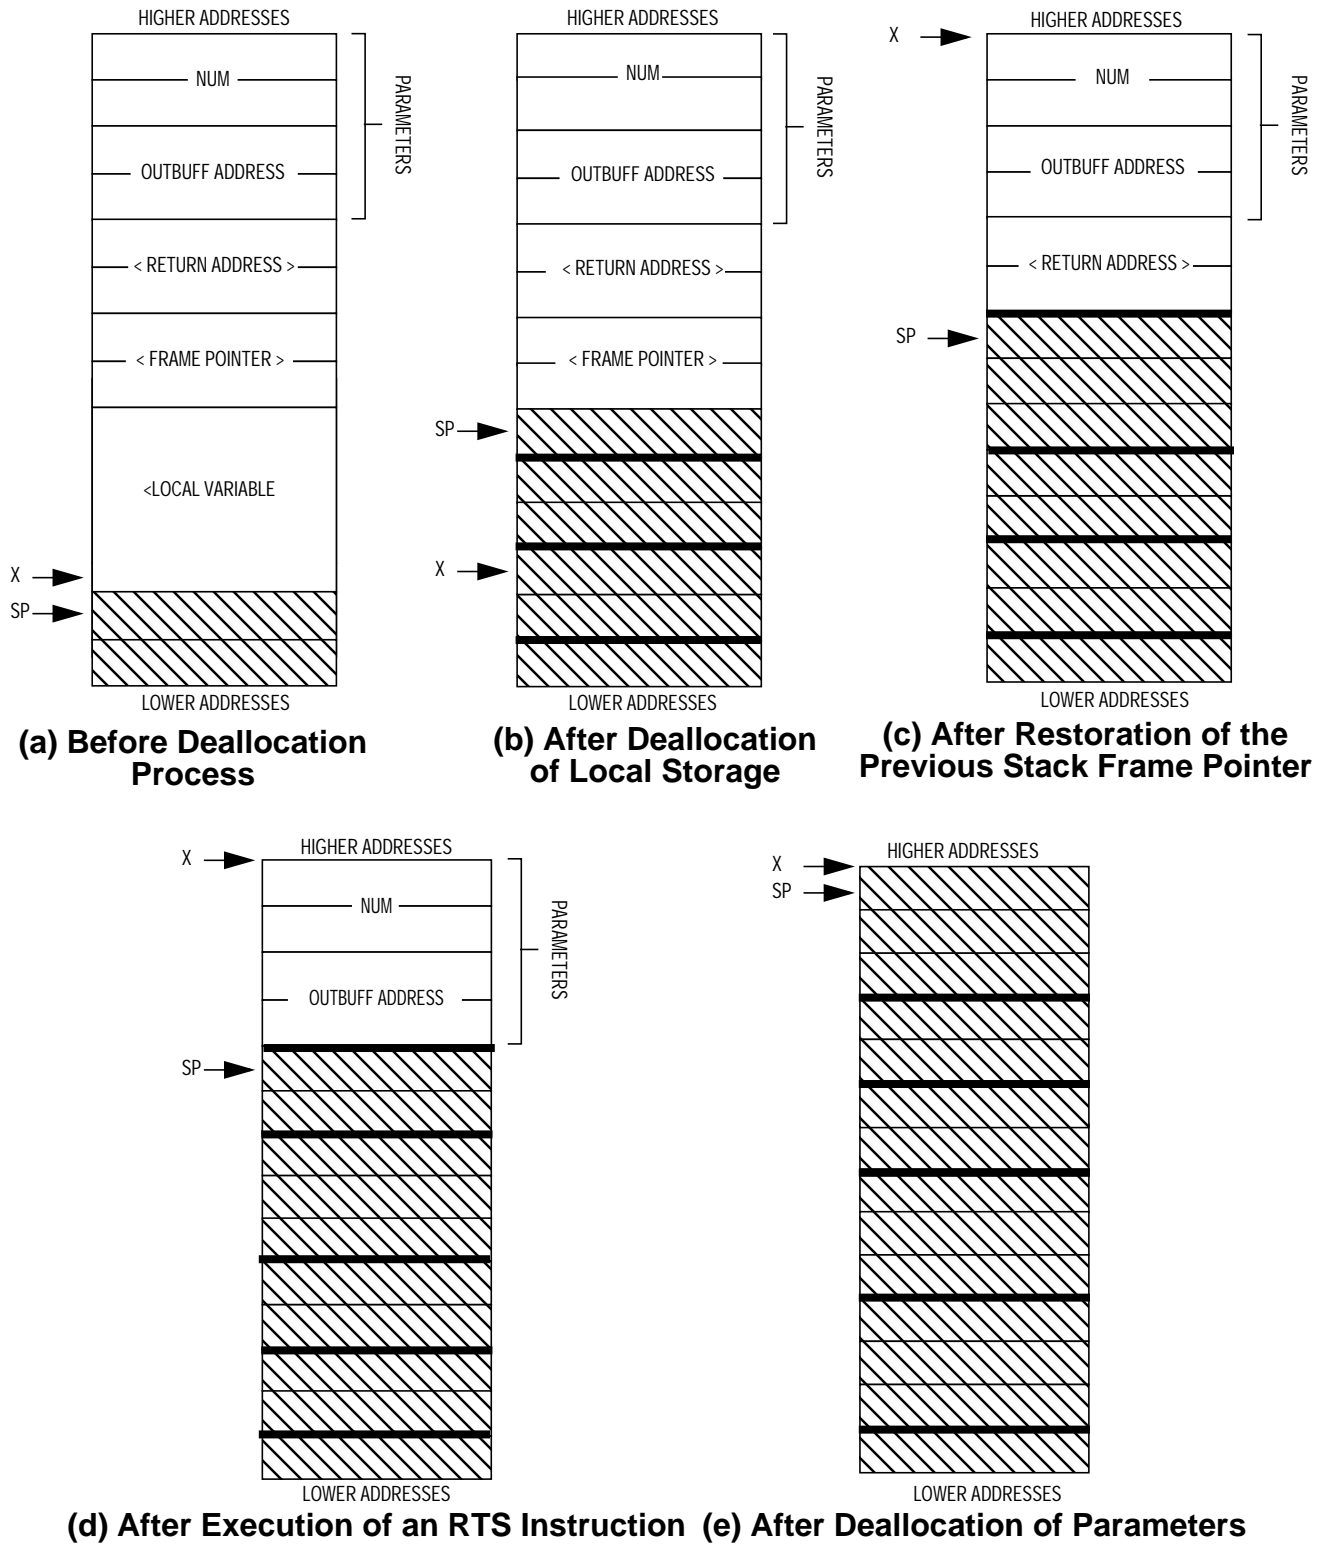 HIGHER ADDRESSES
NUM
OUTBUFF ADDRESS
< RETURN ADDRESS >
< FRAME POINTER >
<LOCAL VARIABLE
X
SP
LOWER ADDRESSES
PARAMETERS
(a) Before Deallocation
Process
HIGHER ADDRESSES
NUM
OUTBUFF ADDRESS
< RETURN ADDRESS >
< FRAME POINTER >
SP
X
LOWER ADDRESSES
PARAMETERS
(b) After Deallocation
of Local Storage
HIGHER ADDRESSES
X
NUM
OUTBUFF ADDRESS
< RETURN ADDRESS >
SP
LOWER ADDRESSES
PARAMETERS
(c) After Restoration of the
Previous Stack Frame Pointer
HIGHER ADDRESSES
X
NUM
OUTBUFF ADDRESS
SP
LOWER ADDRESSES
PARAMETERS
(d) After Execution of an RTS Instruction
HIGHER ADDRESSES
X
SP
LOWER ADDRESSES
(e) After Deallocation of Parameters